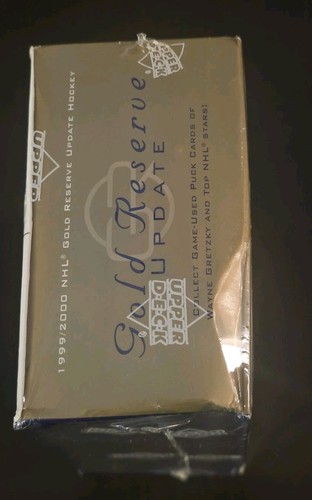 1999/2000 NHL® GOLD RESERVE UPDATE HOCKEY
UPPER
UPPER
DECK
Gold Reserve
UPDATE
UPPER
DECK
COLLECT GAME-USED PUCK CARDS OF
WAYNE GRETZKY AND TOP NHL® STARS!